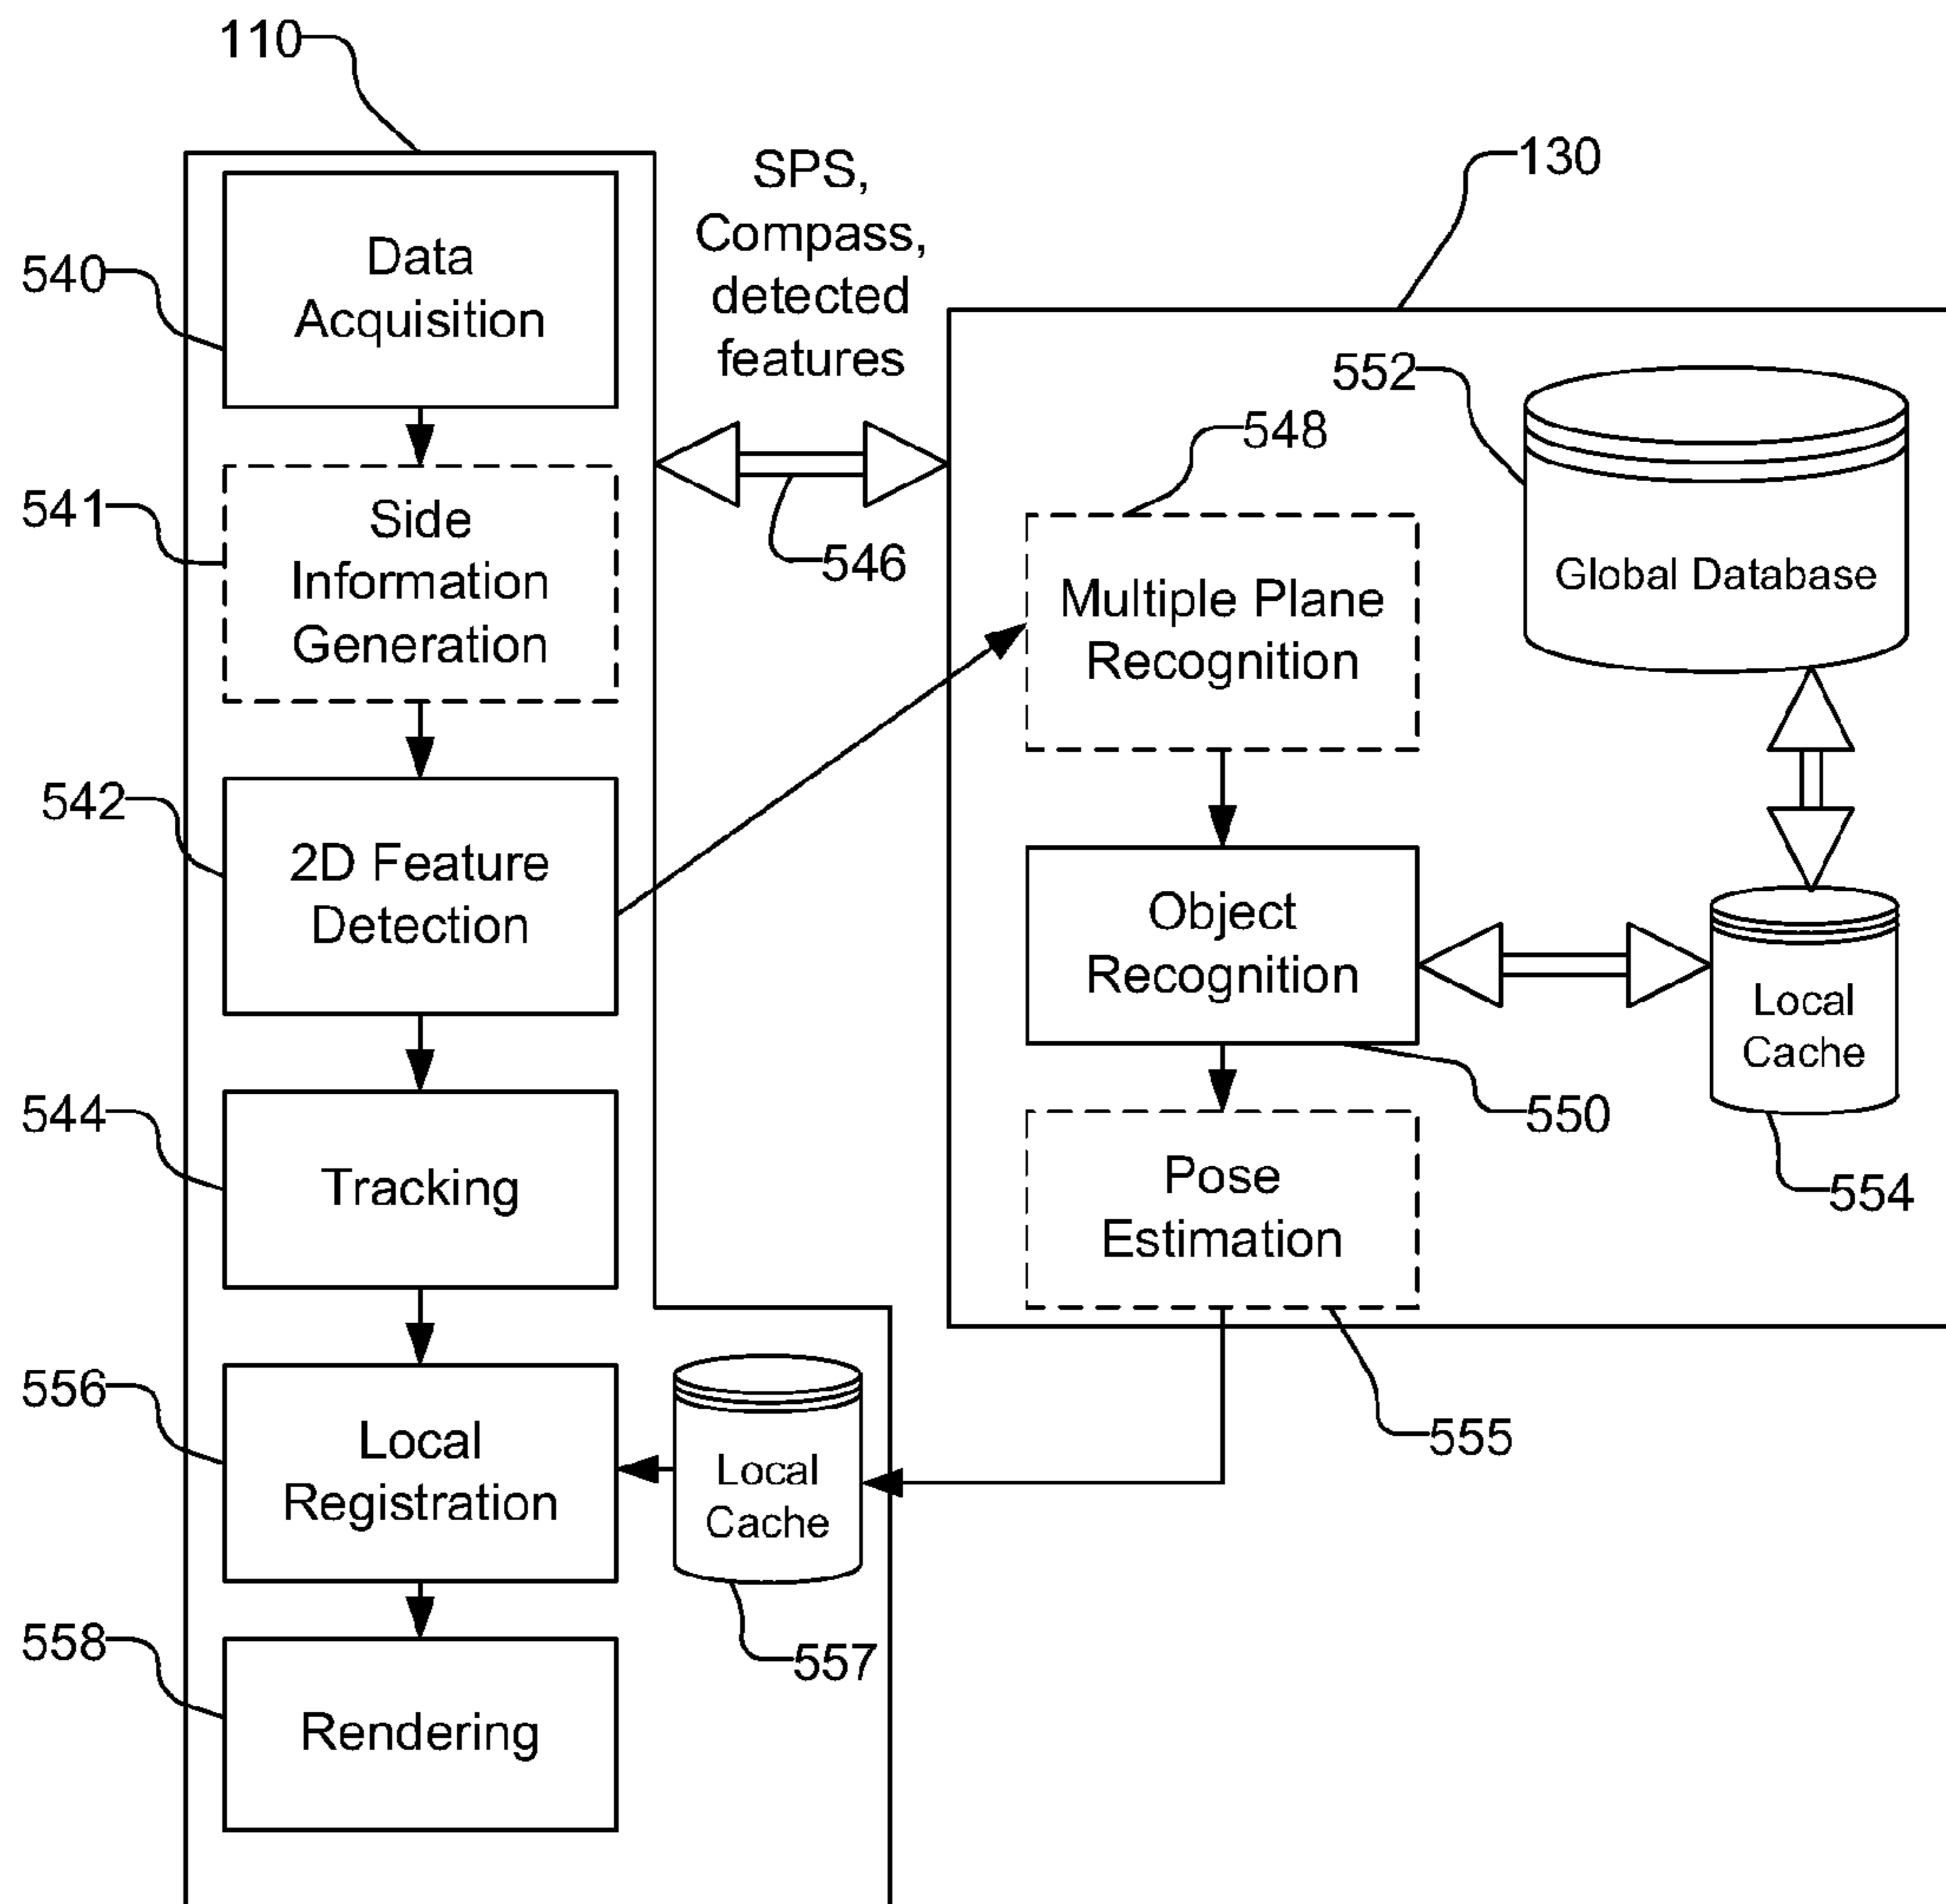 110
SPS,
Compass,
detected
features
130
540
Data
Acquisition
552
548
541
Side
Information
Generation
546
Global Database
Multiple Plane
Recognition
542
2D Feature
Detection
Object
Recognition
Local
Cache
544
Tracking
550
Pose
Estimation
554
556
Local
Registration
Local
Cache
555
558
Rendering
557